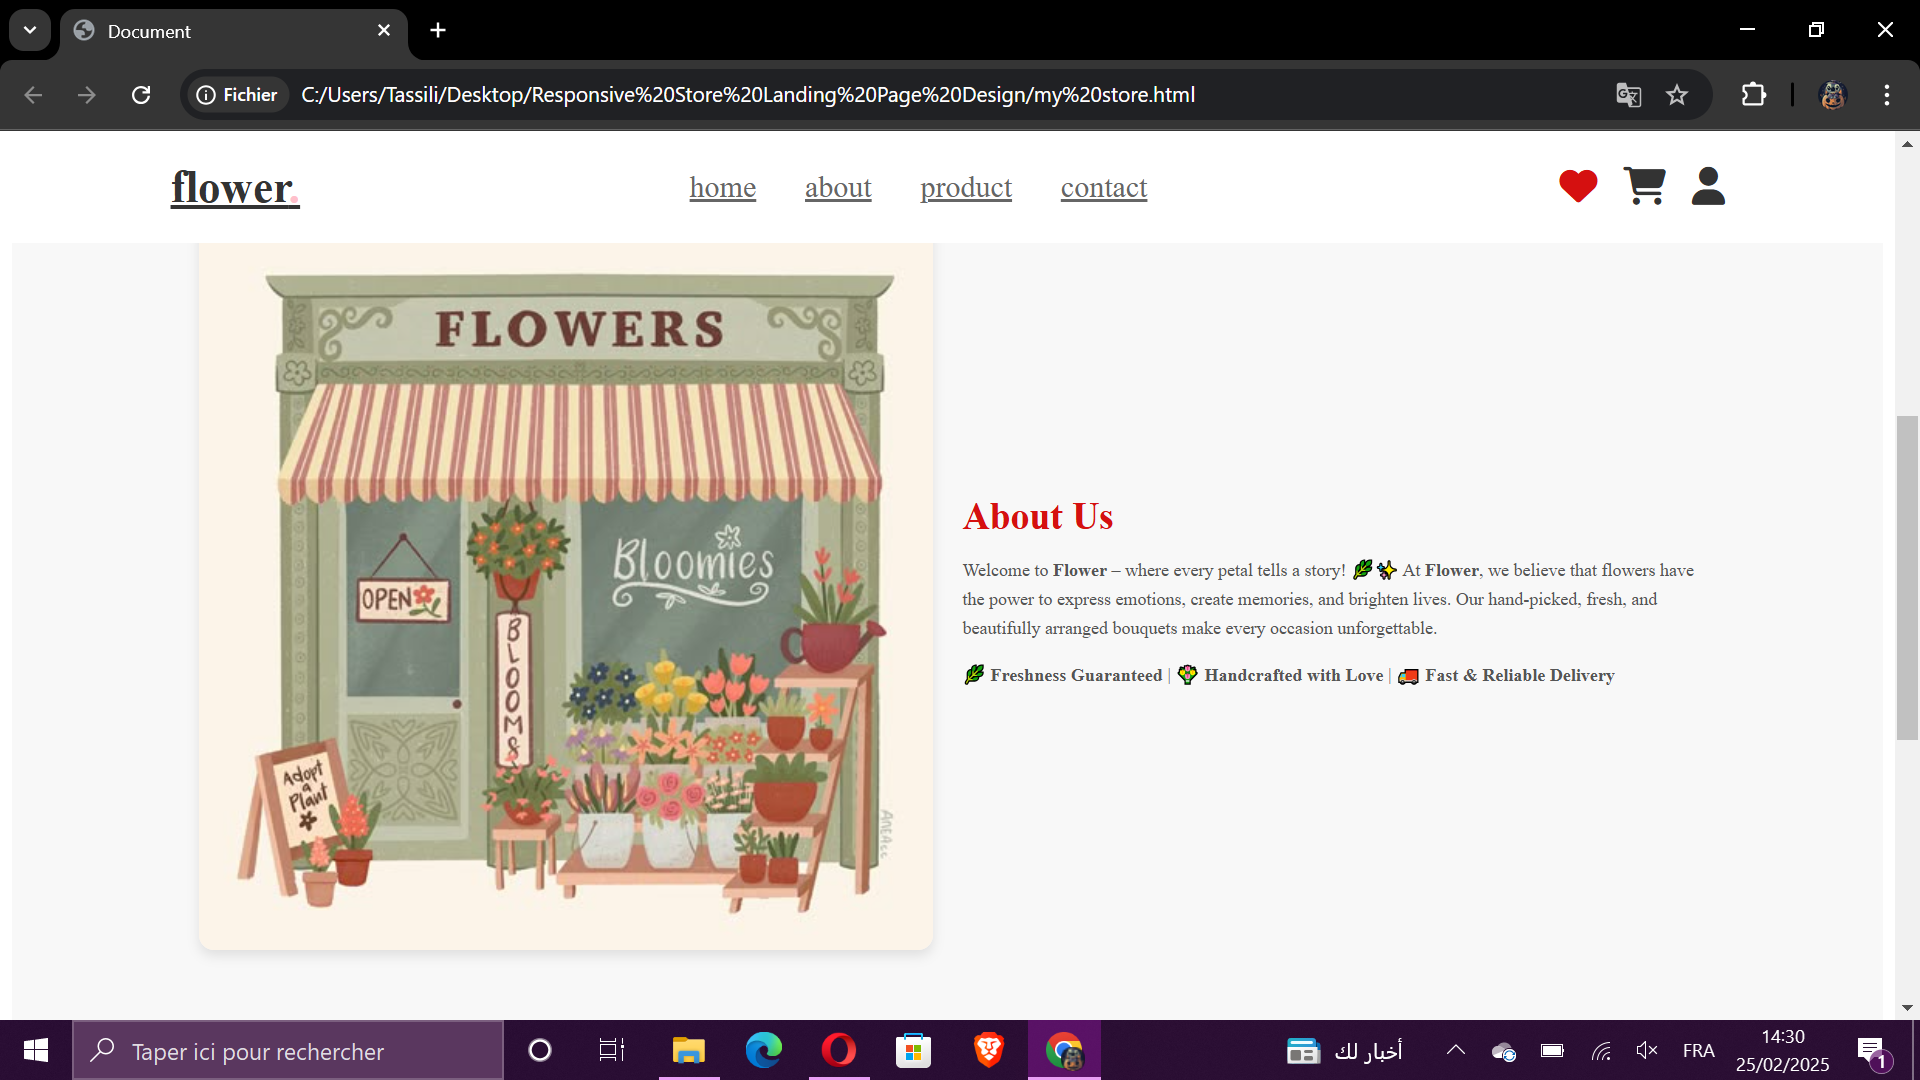 Document
Fichier
C:/Users/Tassili/Desktop/Responsive%20Store%20Landing%20Page%20Design/my%20store.html
flower.
home about product contact
FLOWERS
Bloomies
OPEN
BLOOMS
Adopt
a
Plant
About Us
Welcome to Flower – where every petal tells a story! 🌿✨ At Flower, we believe that flowers have
the power to express emotions, create memories, and brighten lives. Our hand-picked, fresh, and
beautifully arranged bouquets make every occasion unforgettable.
🌿 Freshness Guaranteed | 💐 Handcrafted with Love | 🚚 Fast & Reliable Delivery
Taper ici pour rechercher
أخبار لك
FRA
14:30
25/02/2025
1